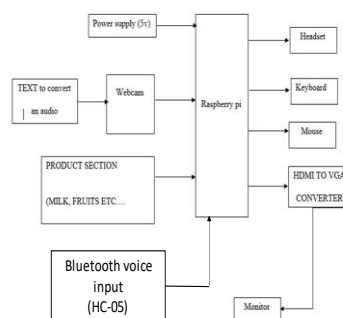 Power supply (5v)
TEXT to convert
an audio
Webcam
Raspberry pi
Headset
Keyboard
Mouse
PRODUCT SECTION
(MILK, FRUITS ETC....
HDMI TO VGA
CONVERTER
Bluetooth voice
input
(HC-05)
Monitor